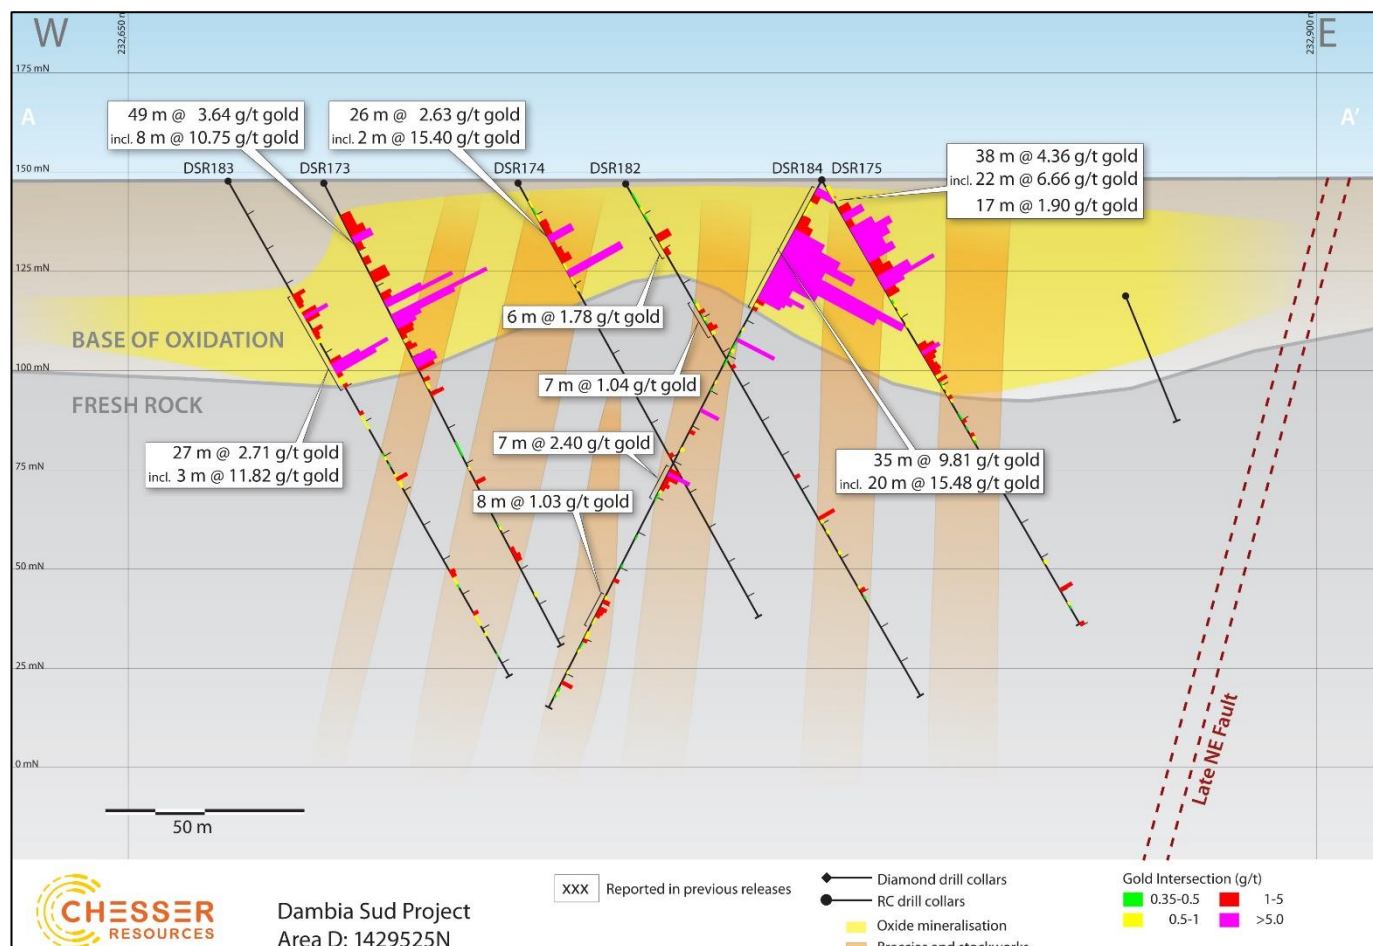 W
E
232,650 m
232,900 m
175 mN
A
A'
49 m @ 3.64 g/t gold
incl. 8 m @ 10.75 g/t gold
26 m @ 2.63 g/t gold
incl. 2 m @ 15.40 g/t gold
38 m @ 4.36 g/t gold
incl. 22 m @ 6.66 g/t gold
17 m @ 1.90 g/t gold
150 mN
DSR183
DSR173
DSR174
DSR182
DSR184
DSR175
125 mN
6 m @ 1.78 g/t gold
BASE OF OXIDATION
100 mN
7 m @ 1.04 g/t gold
FRESH ROCK
27 m @ 2.71 g/t gold
incl. 3 m @ 11.82 g/t gold
7 m @ 2.40 g/t gold
35 m @ 9.81 g/t gold
incl. 20 m @ 15.48 g/t gold
75 mN
8 m @ 1.03 g/t gold
50 mN
25 mN
0 mN
Late NE Fault
50 m
CHESSER
RESOURCES
Dambia Sud Project
Area D: 1429525N
XXX Reported in previous releases
Diamond drill collars
RC drill collars
Oxide mineralisation
Breccias and stockworks
Gold Intersection (g/t)
0.35-0.5
1-5
0.5-1
>5.0